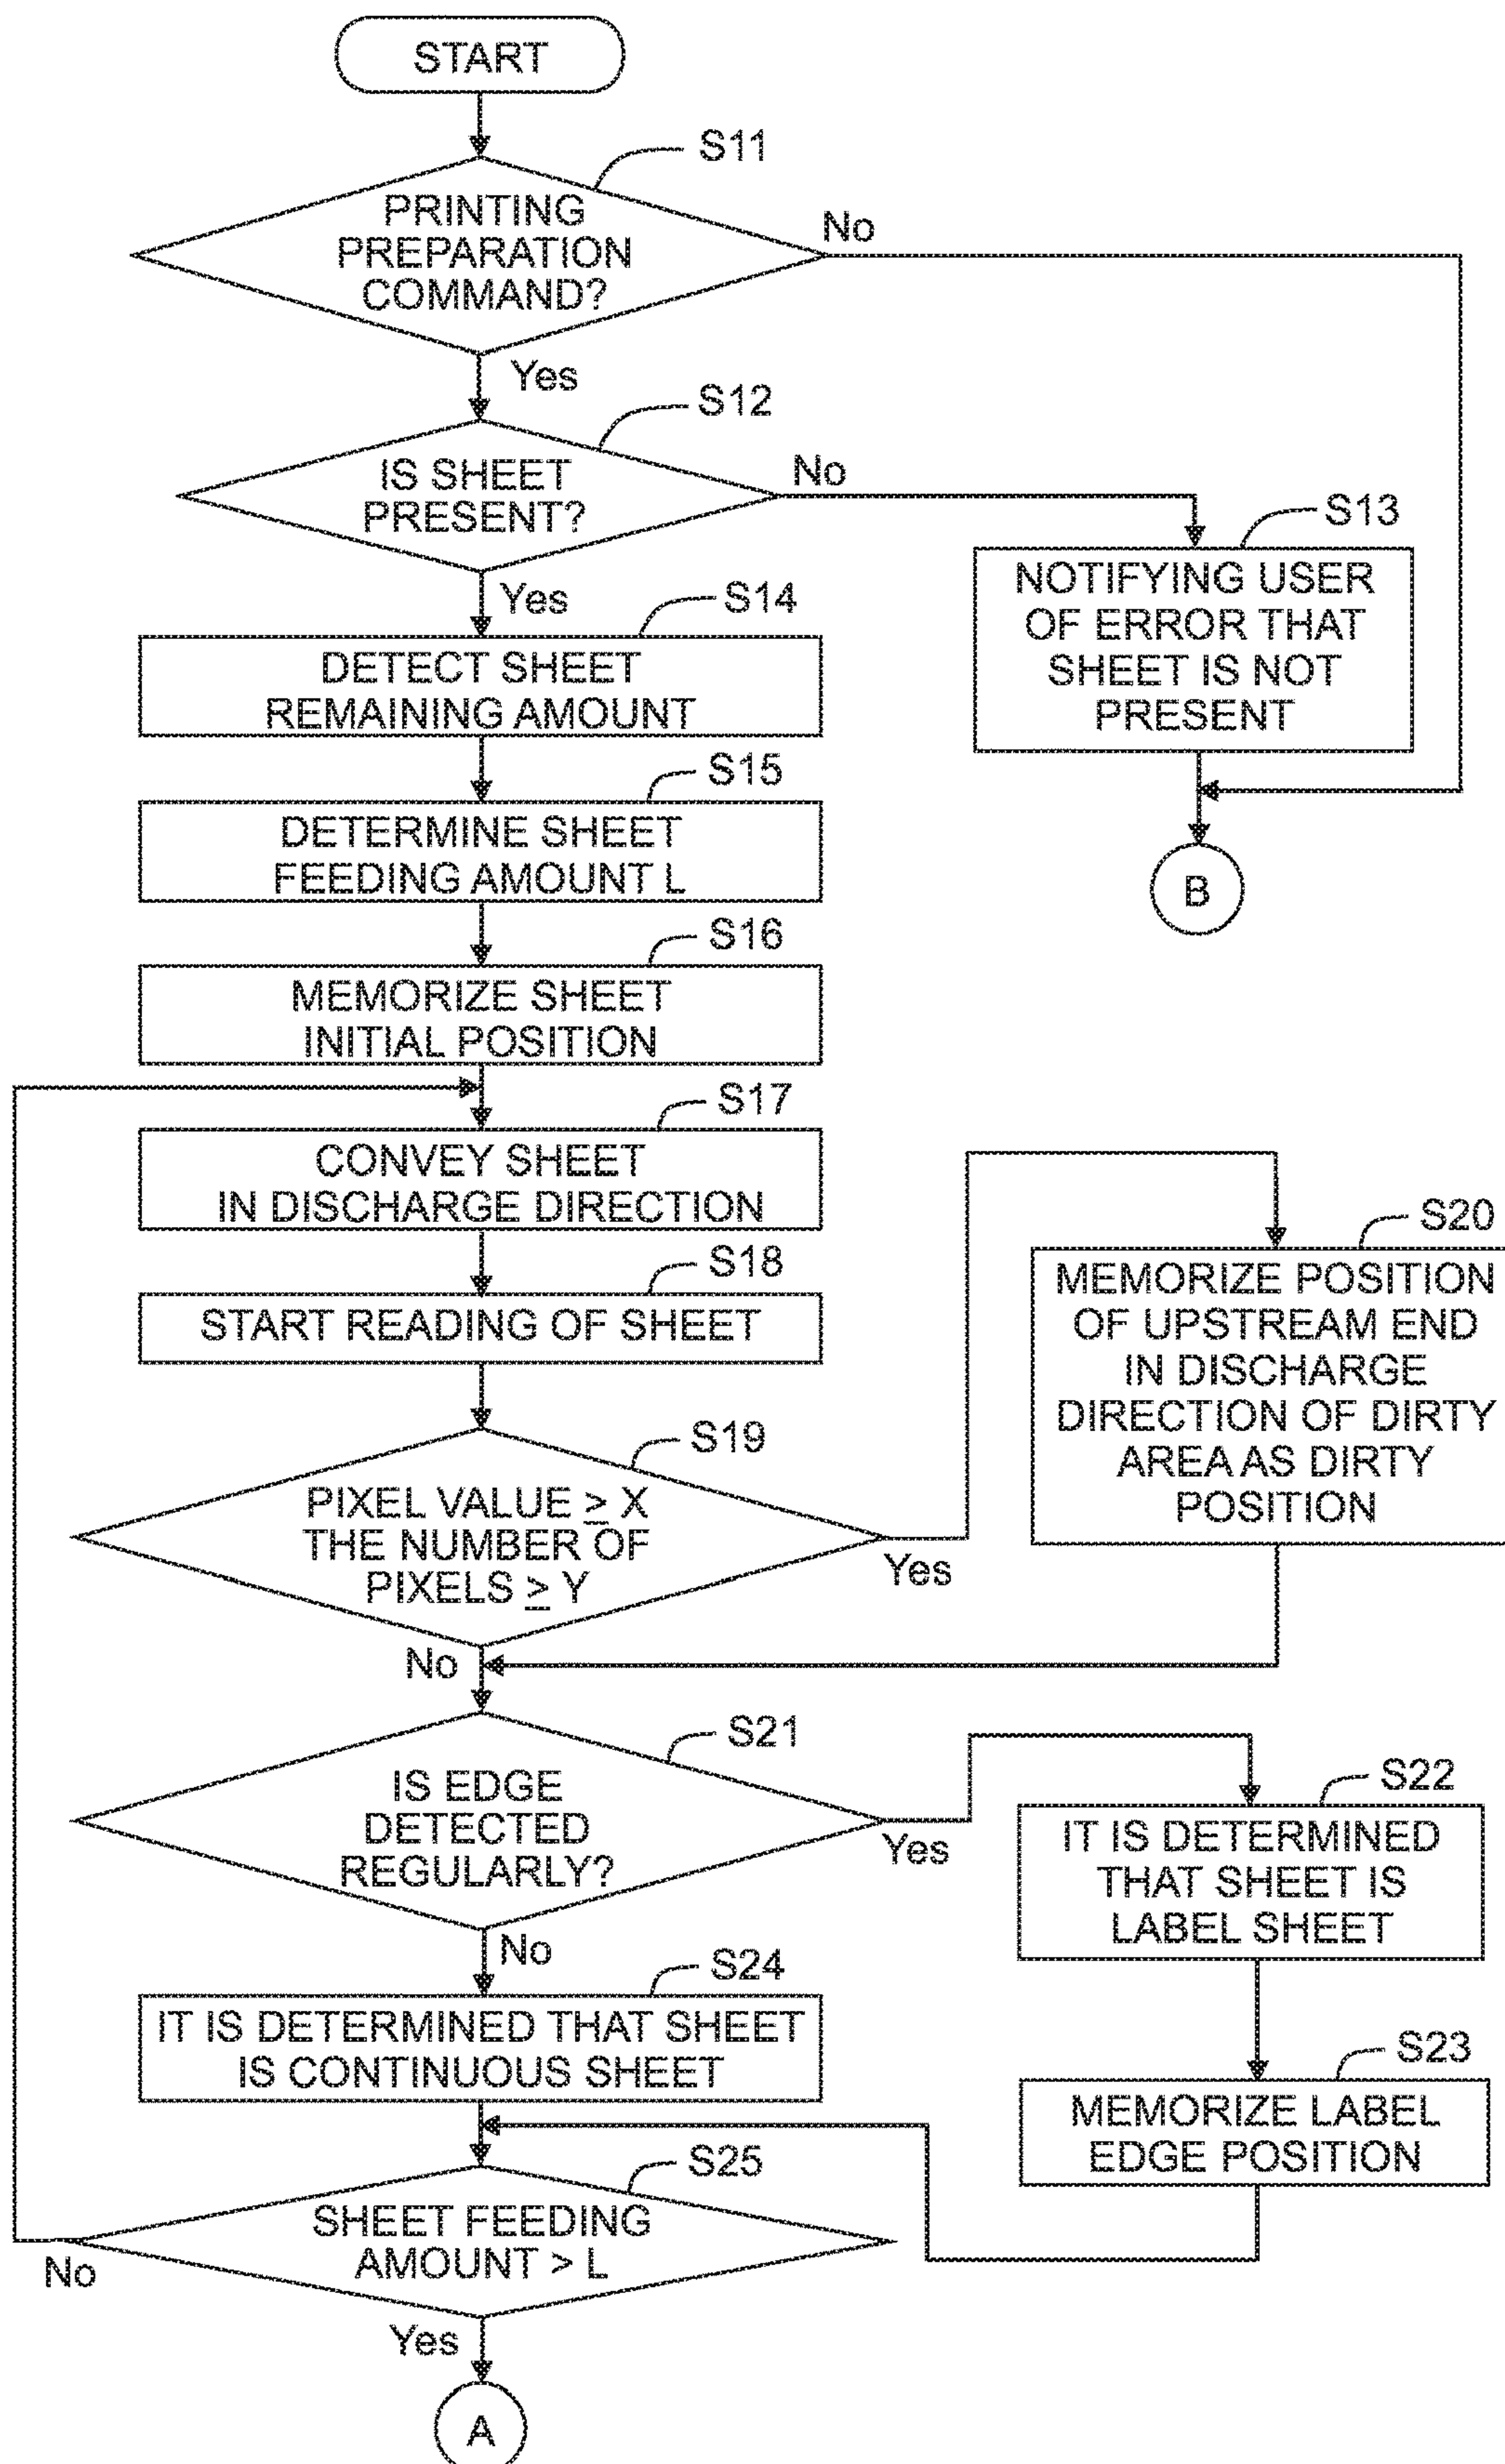 START
S11
PRINTING
PREPARATION
COMMAND?
No
Yes
S12
IS SHEET
PRESENT?
No
Yes
S13
NOTIFYING USER
OF ERROR THAT
SHEET IS NOT
PRESENT
B
S14
DETECT SHEET
REMAINING AMOUNT
S15
DETERMINE SHEET
FEEDING AMOUNT L
S16
MEMORIZE SHEET
INITIAL POSITION
S17
CONVEY SHEET
IN DISCHARGE DIRECTION
S18
START READING OF SHEET
S19
PIXEL VALUE ≥ X
THE NUMBER OF
PIXELS ≥ Y
Yes
No
S20
MEMORIZE POSITION
OF UPSTREAM END
IN DISCHARGE
DIRECTION OF DIRTY
AREA AS DIRTY
POSITION
S21
IS EDGE
DETECTED
REGULARLY?
Yes
No
S22
IT IS DETERMINED
THAT SHEET IS
LABEL SHEET
S23
MEMORIZE LABEL
EDGE POSITION
S24
IT IS DETERMINED THAT SHEET
IS CONTINUOUS SHEET
S25
SHEET FEEDING
AMOUNT > L
No
Yes
A